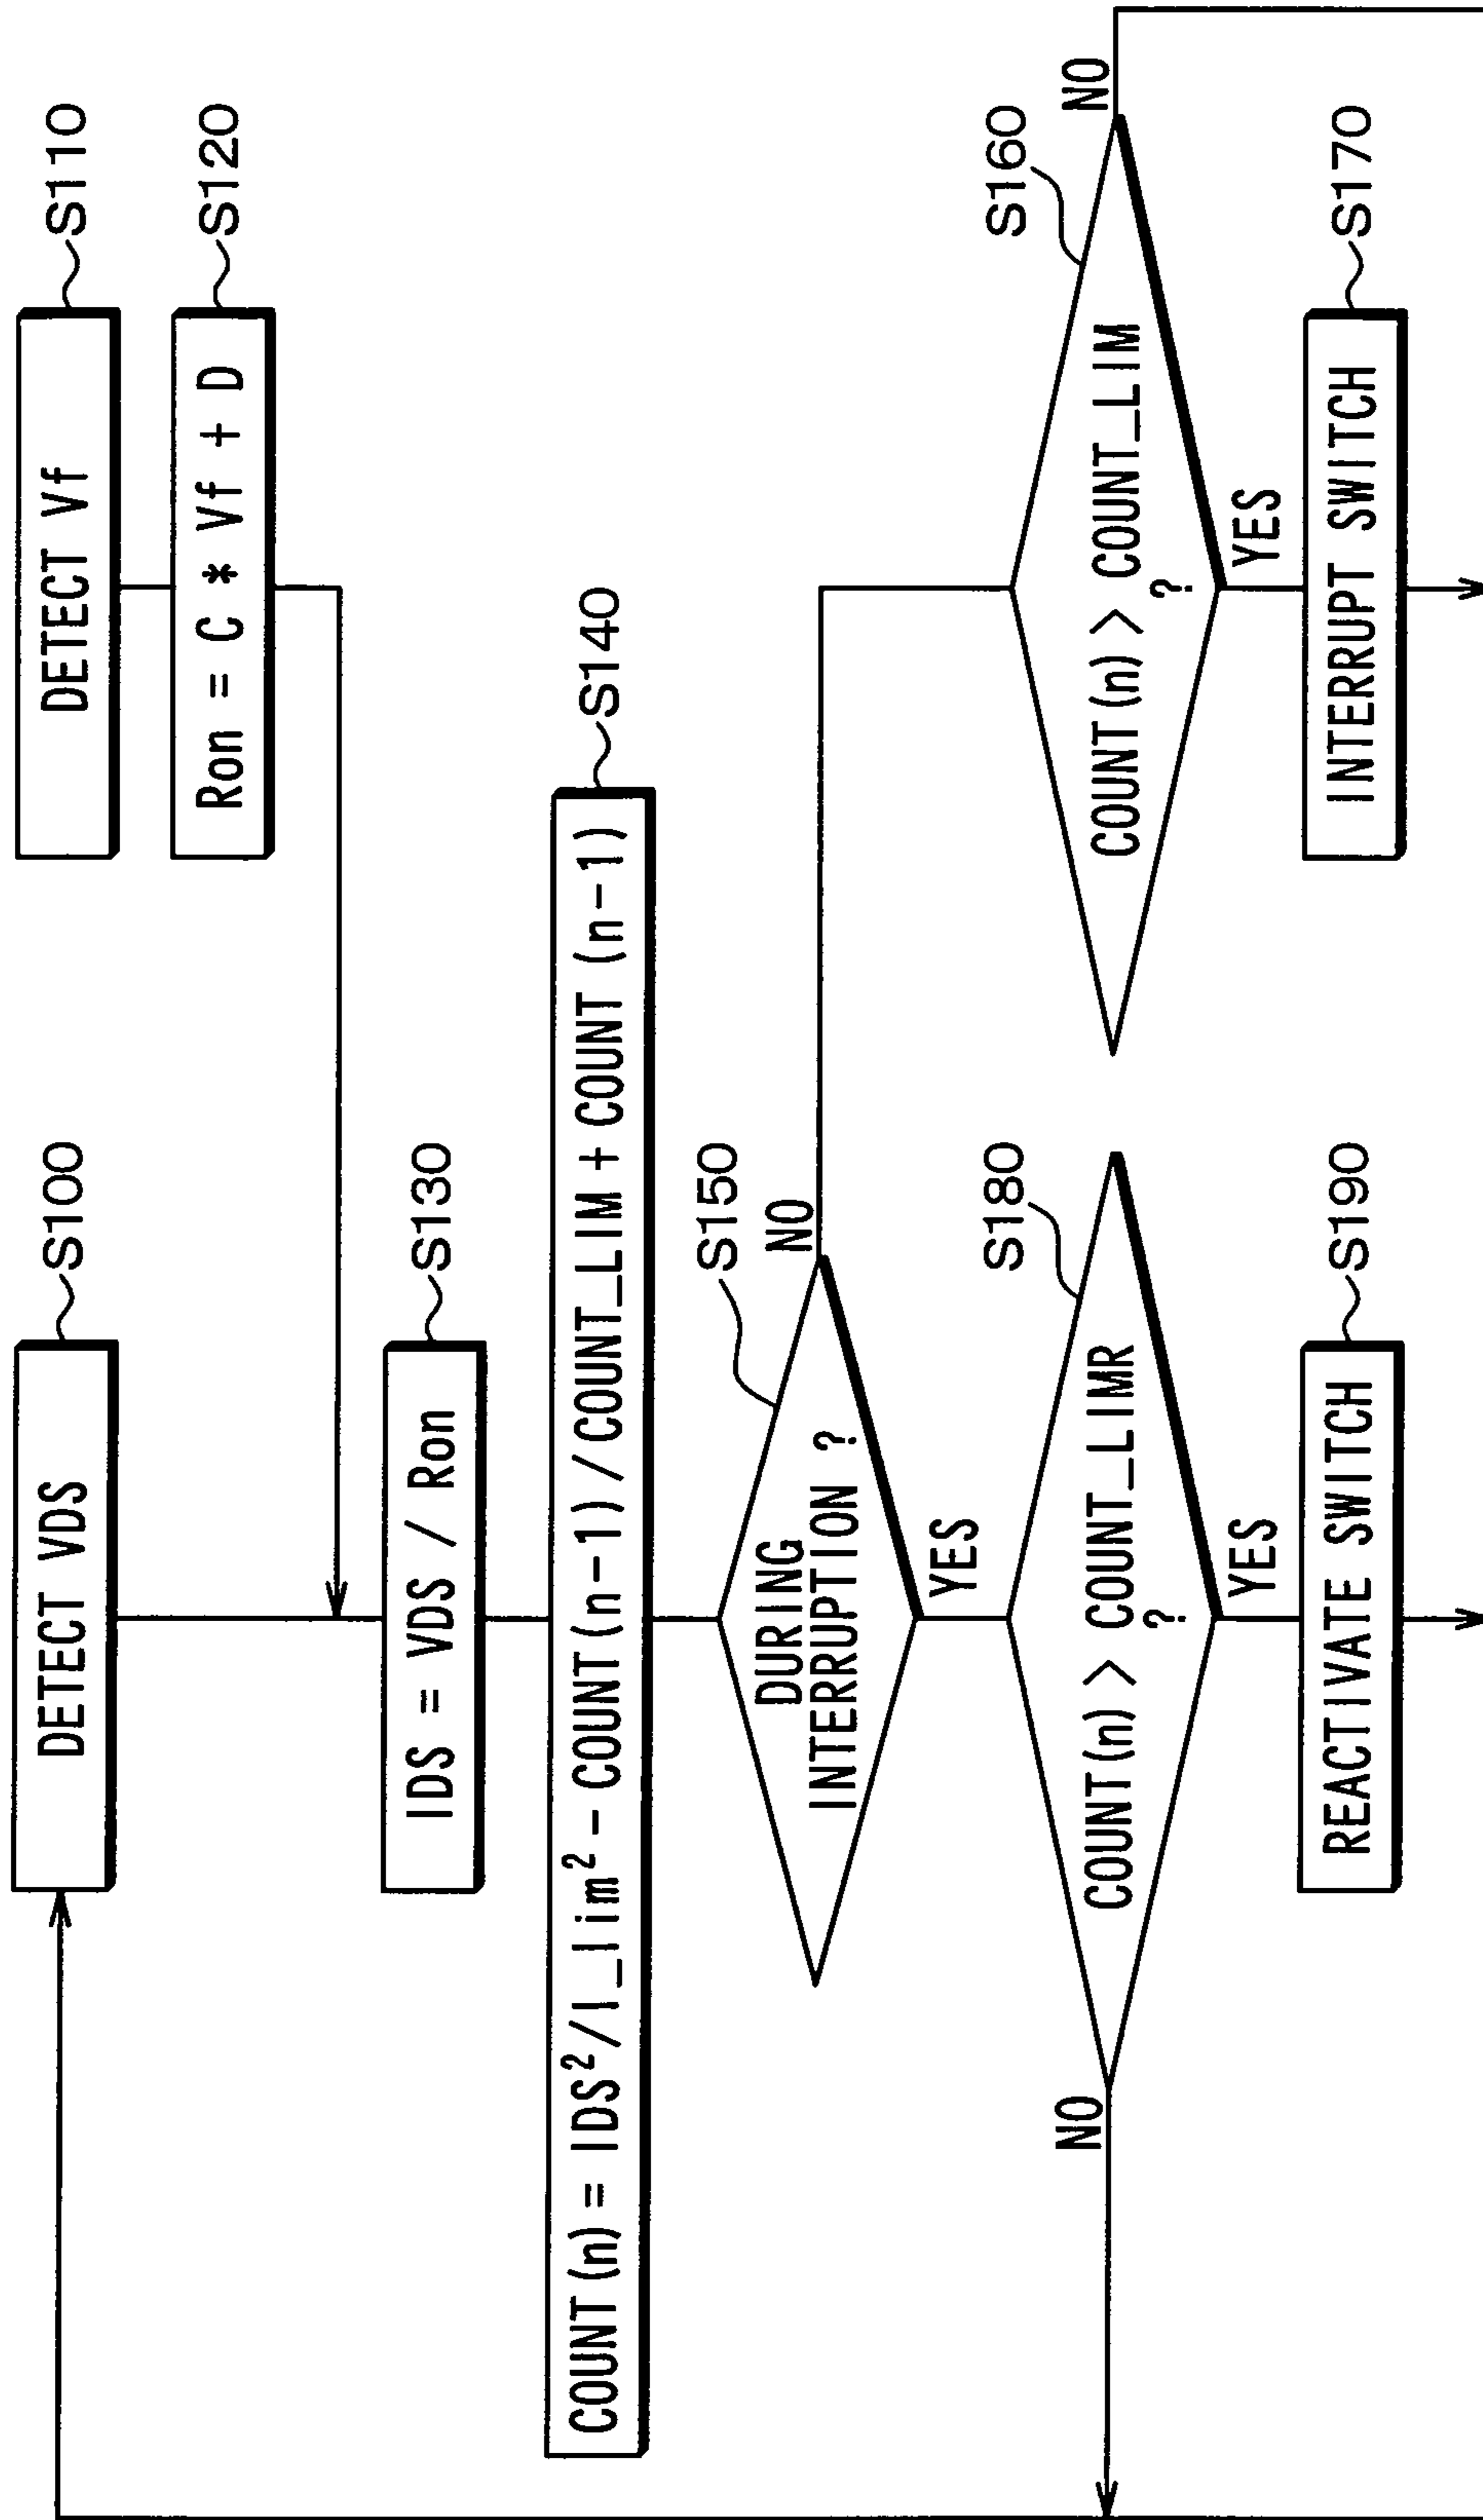 DETECT VDS
S100
DETECT Vf
S110
Ron = C * Vf + D
S120
IDS = VDS / Ron
S130
COUNT(n) = IDS²/I_lim² - COUNT(n-1)/COUNT_LIM + COUNT (n-1)
S140
DURING
INTERRUPTION ?
S150
NO
YES
COUNT(n) > COUNT_LIM
?
S160
NO
YES
INTERRUPT SWITCH
S170
COUNT(n) > COUNT_LIMR
?
S180
NO
YES
REACTIVATE SWITCH
S190